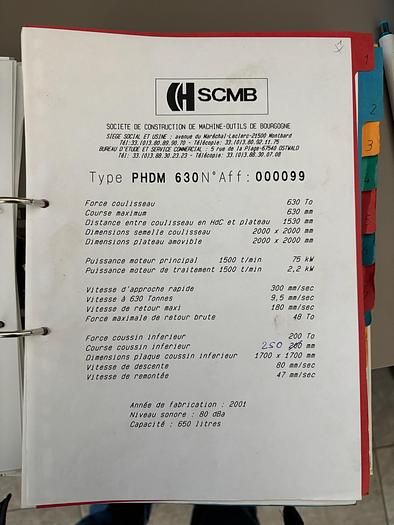 1
SCMB
SOCIETE DE CONSTRUCTION DE MACHINE-OUTILS DE BOURGOGNE
SIEGE SOCIAL ET USINE : avenue du Maréchal-Leclerc-21500 Montbard
Tél:33.(0)3.80.89.90.70 - Télécopie: 33.(0)3.80.92.11.75
BUREAU D'ETUDE ET SERVICE COMMERCIAL : 5 rue de la Plage-67540 OSTWALD
Tél: 33.(0)3.88.30.23.23 - Télécopie: 33.(0)3.88.30.07.08
Type PHDM 630 N°Aff: 000099
Force coulisseau 630 To
Course maximum 630 mm
Distance entre coulisseau en HdC et plateau 1530 mm
Dimensions semelle coulisseau 2000 x 2000 mm
Dimensions plateau amovible 2000 x 2000 mm
Puissance moteur principal 1500 t/min 75 kW
Puissance moteur de traitement 1500 t/min 2,2 kW
Vitesse d'approche rapide 300 mm/sec
Vitesse à 630 Tonnes 9,5 mm/sec
Vitesse de retour maxi 180 mm/sec
Force maximale de retour brute 48 To
Force coussin inférieur 200 To
Course coussin inférieur 250 200 mm
Dimensions plaque coussin inférieur 1700 x 1700 mm
Vitesse de descente 80 mm/sec
Vitesse de remontée 47 mm/sec
Année de fabrication : 2001
Niveau sonore : 80 dBa
Capacité : 650 litres
1
2
3
4